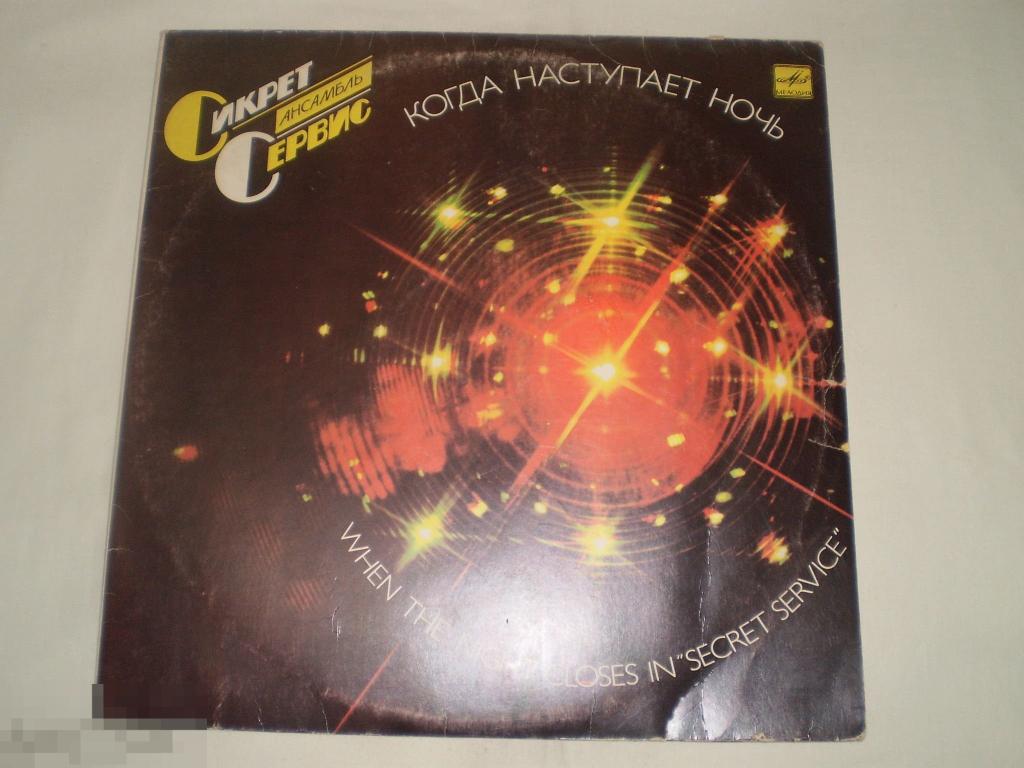 СИКРЕТ
АНСАМБЛЬ
СЕРВИС
КОГДА НАСТУПАЕТ НОЧЬ
МЕЛОДИЯ
WHEN THE CLOSES IN "SECRET SERVICE"